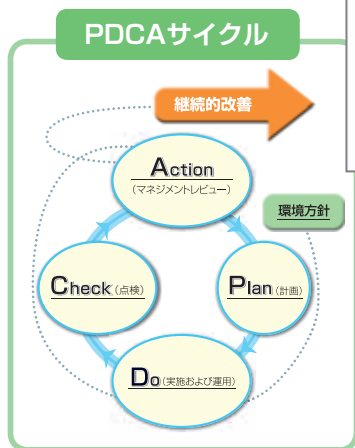 PDCAサイクル
継続的改善
Action
(マネジメントレビュー)
環境方針
Check(点検)
Plan(計画)
Do(実施および運用)